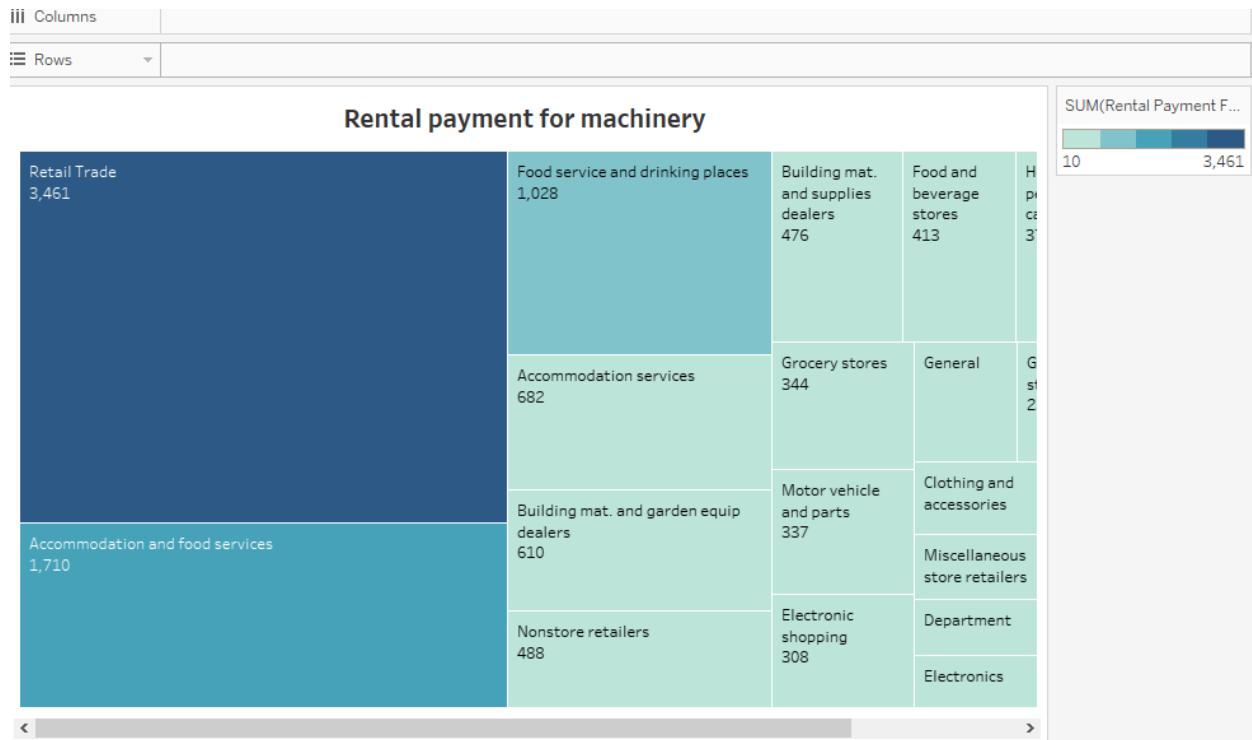 Columns
Rows
Rental payment for machinery
SUM(Rental Payment F...
10 3,461
Retail Trade
3,461
Accommodation and food services
1,710
Food service and drinking places
1,028
Accommodation services
682
Building mat. and garden equip
dealers
610
Nonstore retailers
488
Building mat.
and supplies
dealers
476
Food and
beverage
stores
413
Grocery stores
344
General
Motor vehicle
and parts
337
Electronic
shopping
308
Clothing and
accessories
Miscellaneous
store retailers
Department
Electronics